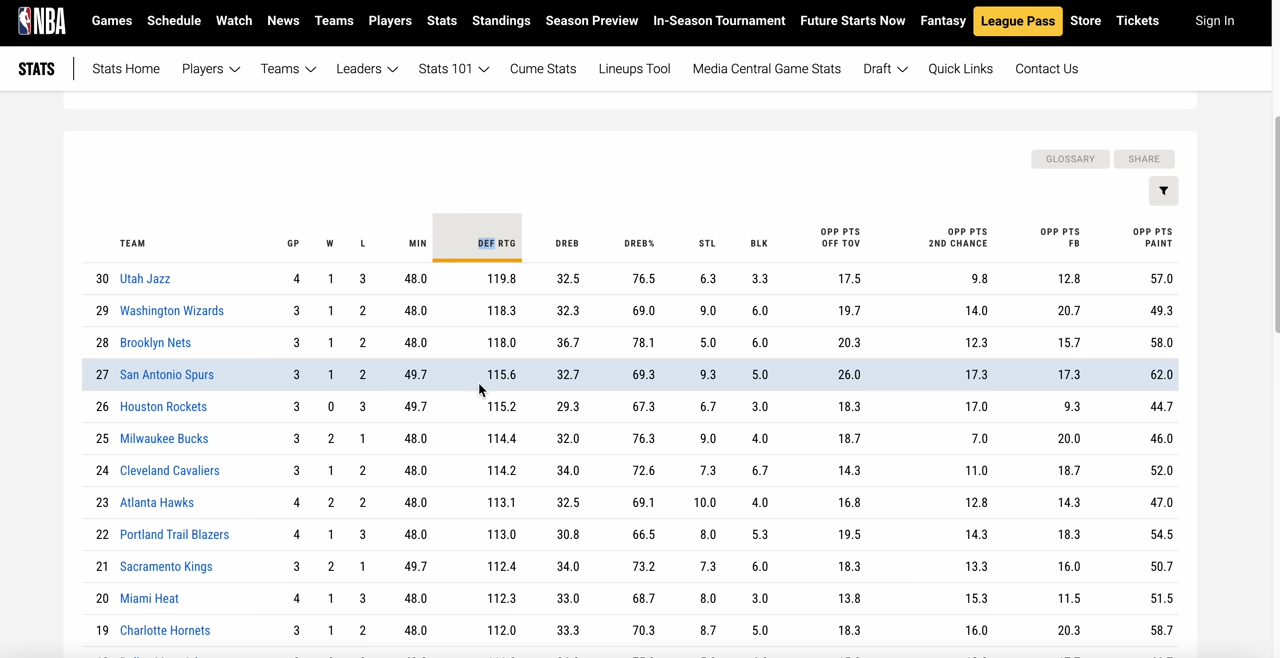 NBA Games Schedule Watch News Teams Players Stats Standings Season Preview In-Season Tournament Future Starts Now Fantasy League Pass Store Tickets Sign In
STATS Stats Home Players Teams Leaders Stats 101 Cume Stats Lineups Tool Media Central Game Stats Draft Quick Links Contact Us
GLOSSARY SHARE
TEAM GP W L MIN DEF RTG DREB DREB% STL BLK OPP PTS OFF TOV OPP PTS 2ND CHANCE OPP PTS FB OPP PTS PAINT
30 Utah Jazz 4 1 3 48.0 119.8 32.5 76.5 6.3 3.3 17.5 9.8 12.8 57.0
29 Washington Wizards 3 1 2 48.0 118.3 32.3 69.0 9.0 6.0 19.7 14.0 20.7 49.3
28 Brooklyn Nets 3 1 2 48.0 118.0 36.7 78.1 5.0 6.0 20.3 12.3 15.7 58.0
27 San Antonio Spurs 3 1 2 49.7 115.6 32.7 69.3 9.3 5.0 26.0 17.3 17.3 62.0
26 Houston Rockets 3 0 3 49.7 115.2 29.3 67.3 6.7 3.0 18.3 17.0 9.3 44.7
25 Milwaukee Bucks 3 2 1 48.0 114.4 32.0 76.3 9.0 4.0 18.7 7.0 20.0 46.0
24 Cleveland Cavaliers 3 1 2 48.0 114.2 34.0 72.6 7.3 6.7 14.3 11.0 18.7 52.0
23 Atlanta Hawks 4 2 2 48.0 113.1 32.5 69.1 10.0 4.0 16.8 12.8 14.3 47.0
22 Portland Trail Blazers 4 1 3 48.0 113.0 30.8 66.5 8.0 5.3 19.5 14.3 18.3 54.5
21 Sacramento Kings 3 2 1 49.7 112.4 34.0 73.2 7.3 6.0 18.3 13.3 16.0 50.7
20 Miami Heat 4 1 3 48.0 112.3 33.0 68.7 8.0 3.0 13.8 15.3 11.5 51.5
19 Charlotte Hornets 3 1 2 48.0 112.0 33.3 70.3 8.7 5.0 18.3 16.0 20.3 58.7